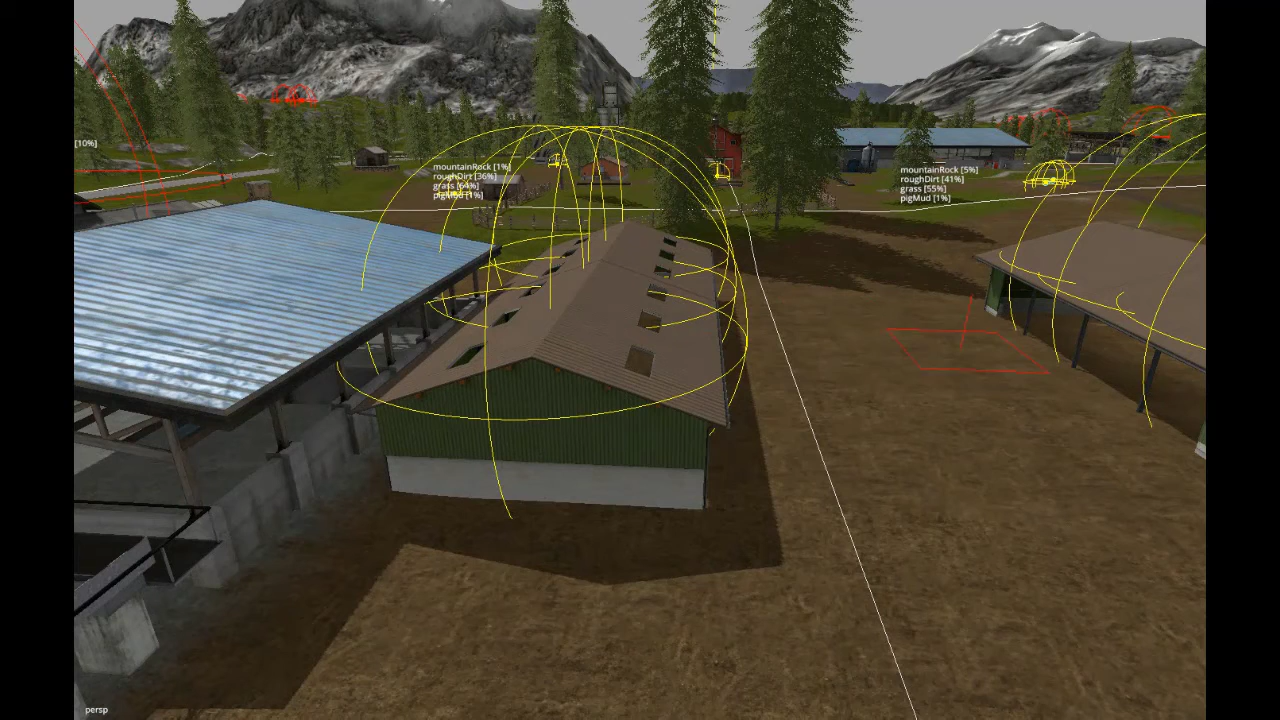 [10%]
mountainRock [1%]
roughDirt [36%]
grass [64%]
pigMud [1%]
mountainRock [5%]
roughDirt [41%]
grass [55%]
pigMud [1%]
persp